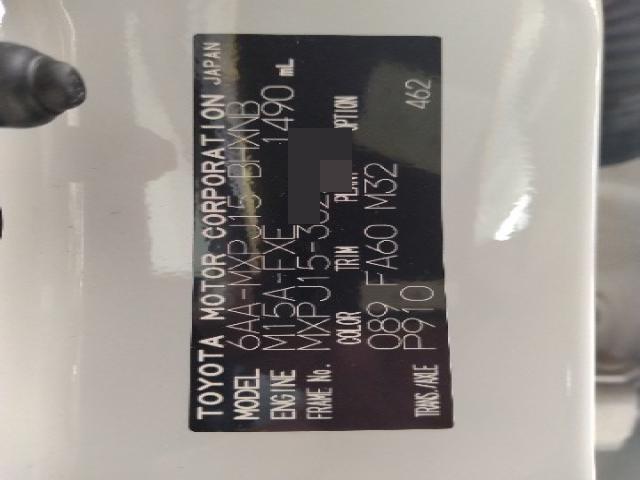 TOYOTA MOTOR CORPORATION JAPAN
MODEL 6AA-MXPJ15-BHXNB
ENGINE M15A-FXE 1490 mL
FRAME No. MXPJ15-302
COLOR TRIM PLANT OPTION
089 FA60 M32
TRANS./AXLE P910 462